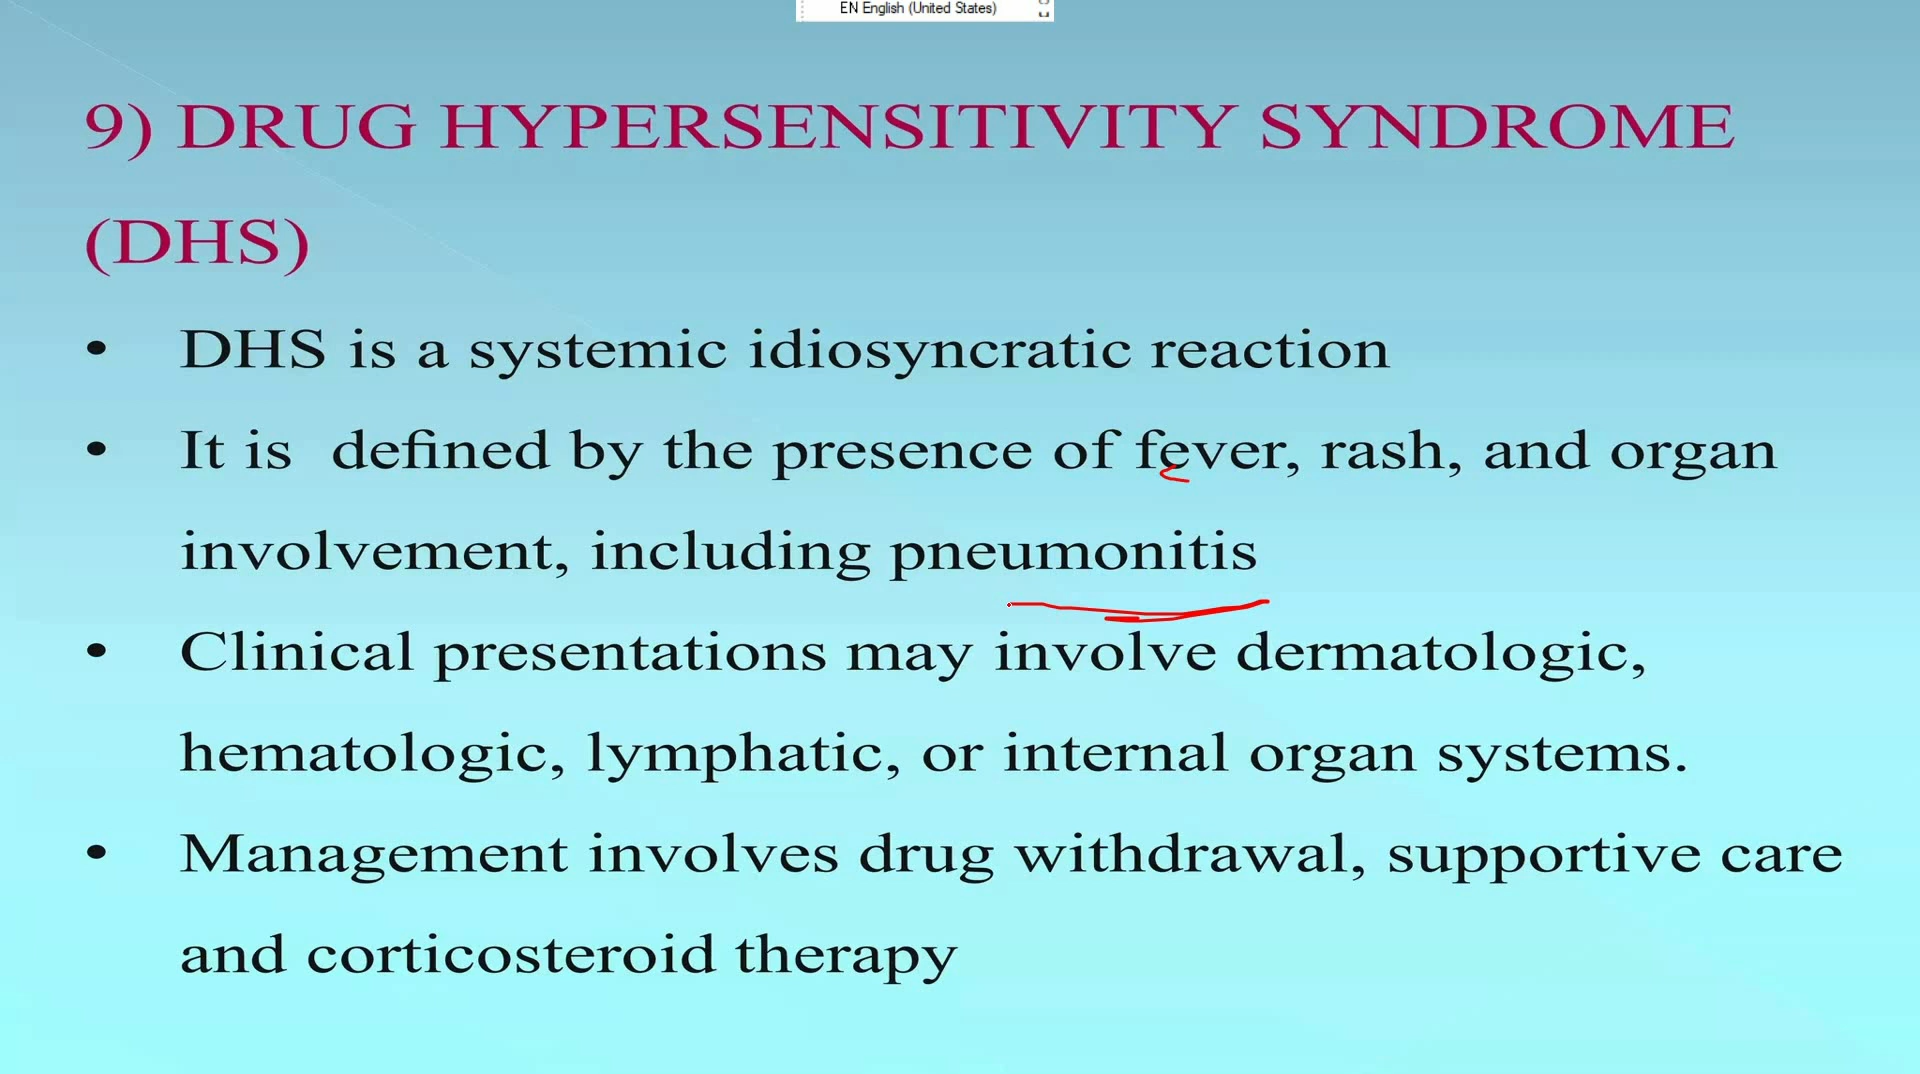 EN English (United States)
9) DRUG HYPERSENSITIVITY SYNDROME
(DHS)
• DHS is a systemic idiosyncratic reaction
• It is defined by the presence of fever, rash, and organ
involvement, including pneumonitis
• Clinical presentations may involve dermatologic,
hematologic, lymphatic, or internal organ systems.
• Management involves drug withdrawal, supportive care
and corticosteroid therapy